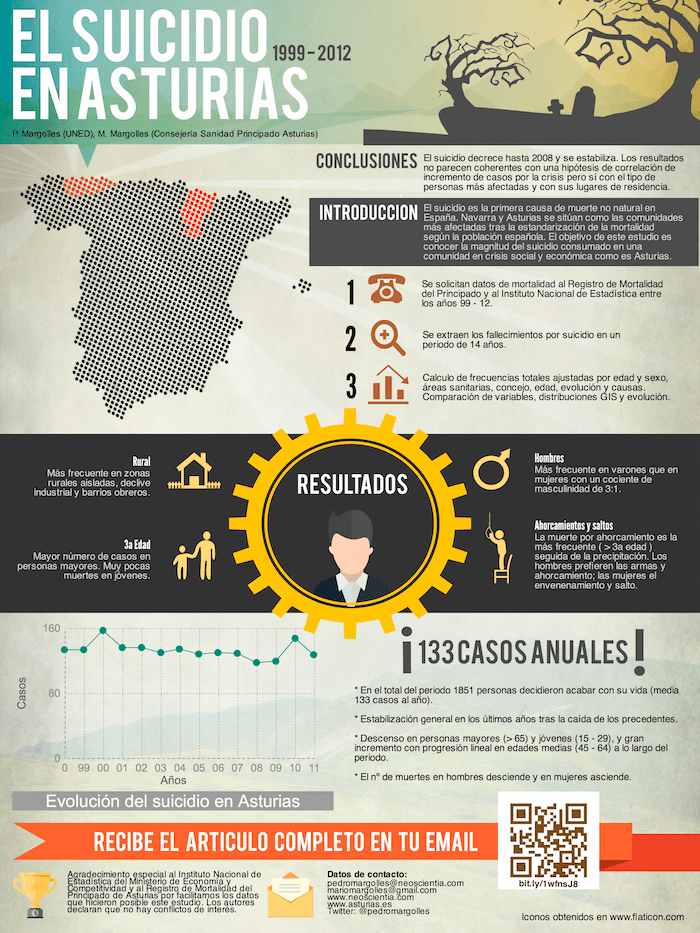 EL SUICIDIO
1999 - 2012
EN ASTURIAS
P. Margolles (UNED), M. Margolles (Consejería Sanidad Principado Asturias)
CONCLUSIONES
El suicidio decrece hasta 2008 y se estabiliza. Los resultados
no parecen coherentes con una hipótesis de correlación de
incremento de casos por la crisis pero si con el tipo de
personas más afectadas y con sus lugares de residencia.
INTRODUCCION
El suicidio es la primera causa de muerte no natural en
España. Navarra y Asturias se sitúan como las comunidades
más afectadas tras la estandarización de la mortalidad
según la población española. El objetivo de este estudio es
conocer la magnitud del suicidio consumado en una
comunidad en crisis social y económica como es Asturias.
1
Se solicitan datos de mortalidad al Registro de Mortalidad
del Principado y al Instituto Nacional de Estadística entre
los años 99 - 12.
2
Se extraen los fallecimientos por suicidio en un
periodo de 14 años.
3
Calculo de frecuencias totales ajustadas por edad y sexo,
áreas sanitarias, concejo, edad, evolución y causas.
Comparación de variables, distribuciones GIS y evolución.
Rural
Más frecuente en zonas
rurales aisladas, declive
industrial y barrios obreros.
3a Edad
Mayor número de casos en
personas mayores. Muy pocas
muertes en jóvenes.
RESULTADOS
Hombres
Más frecuente en varones que en
mujeres con un cociente de
masculinidad de 3:1.
Ahorcamientos y saltos
La muerte por ahorcamiento es la
más frecuente ( > 3a edad )
seguida de la precipitación. Los
hombres prefieren las armas y
ahorcamiento; las mujeres el
envenenamiento y salto.
160
80
0
Casos
0 99 00 01 02 03 04 05 06 07 08 09 10 11
Años
Evolución del suicidio en Asturias
¡133 CASOS ANUALES!
* En el total del periodo 1851 personas decidieron acabar con su vida (media
133 casos al año).
* Estabilización general en los últimos años tras la caída de los precedentes.
* Descenso en personas mayores (> 65) y jóvenes (15 - 29), y gran
incremento con progresión lineal en edades medias (45 - 64) a lo largo del
periodo.
* El nº de muertes en hombres desciende y en mujeres asciende.
RECIBE EL ARTICULO COMPLETO EN TU EMAIL
bit.ly/1wfnsJ8
Agradecimiento especial al Instituto Nacional de
Estadística del Ministerio de Economía y
Competitividad y al Registro de Mortalidad del
Principado de Asturias por facilitarnos los datos
que hicieron posible este estudio. Los autores
declaran que no hay conflictos de interés.
Datos de contacto:
pedromargolles@neoscientia.com
mariomargolles@gmail.com
www.neoscientia.com
www.asturias.es
Twitter: @pedromargolles
Iconos obtenidos en www.flaticon.com